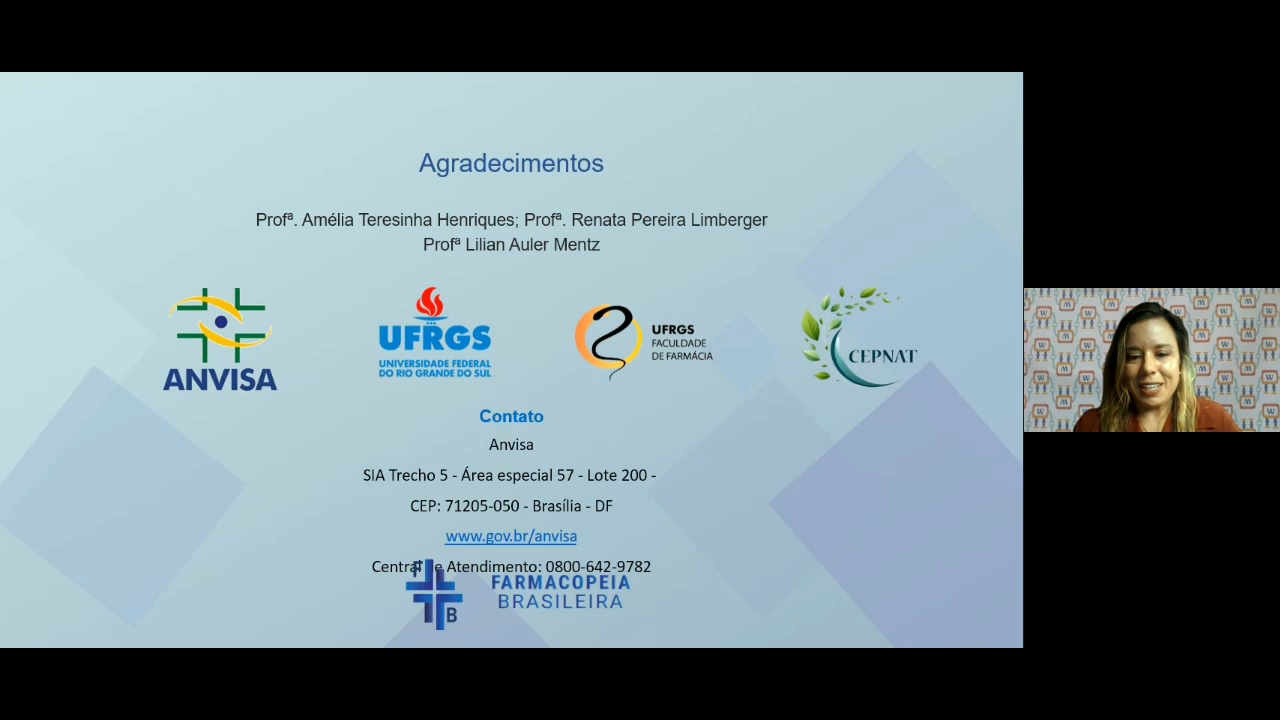 Agradecimentos
Profª. Amélia Teresinha Henriques; Profª. Renata Pereira Limberger
Profª Lilian Auler Mentz
ANVISA
UFRGS
UNIVERSIDADE FEDERAL
DO RIO GRANDE DO SUL
UFRGS
FACULDADE
DE FARMÁCIA
CEPNAT
Contato
Anvisa
SIA Trecho 5 - Área especial 57 - Lote 200 -
CEP: 71205-050 - Brasília - DF
www.gov.br/anvisa
Central de Atendimento: 0800-642-9782
F
B
FARMACOPEIA
BRASILEIRA
W